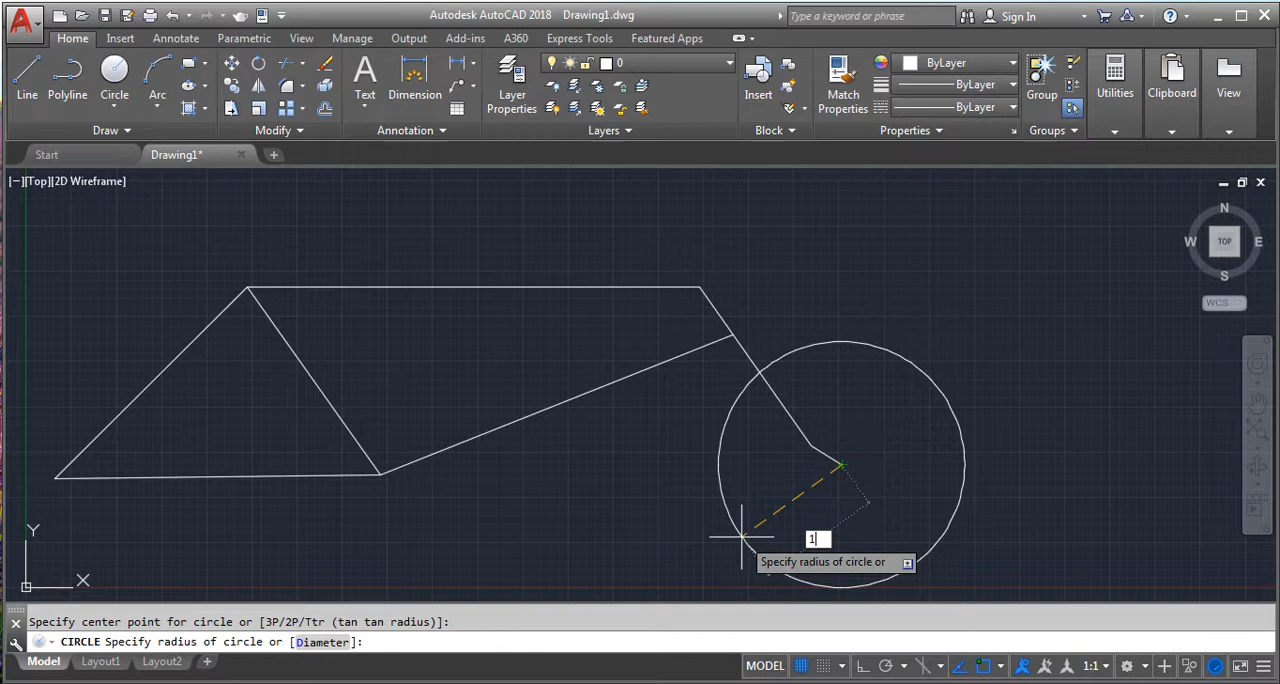 Autodesk AutoCAD 2018 Drawing1.dwg
Type a keyword or phrase
Sign In
Home Insert Annotate Parametric View Manage Output Add-ins A360 Express Tools Featured Apps
Line Polyline Circle Arc
Text Dimension
Layer Properties
0
Insert
Match Properties
ByLayer
ByLayer
ByLayer
Group
Utilities
Clipboard
View
Draw Modify Annotation Layers Block Properties Groups
Start Drawing1*
[−][Top][2D Wireframe]
N
W TOP E
S
WCS
Y
X
1
Specify radius of circle or
Specify center point for circle or [3P/2P/Ttr (tan tan radius)]:
CIRCLE Specify radius of circle or [Diameter]:
Model Layout1 Layout2 +
MODEL 1:1